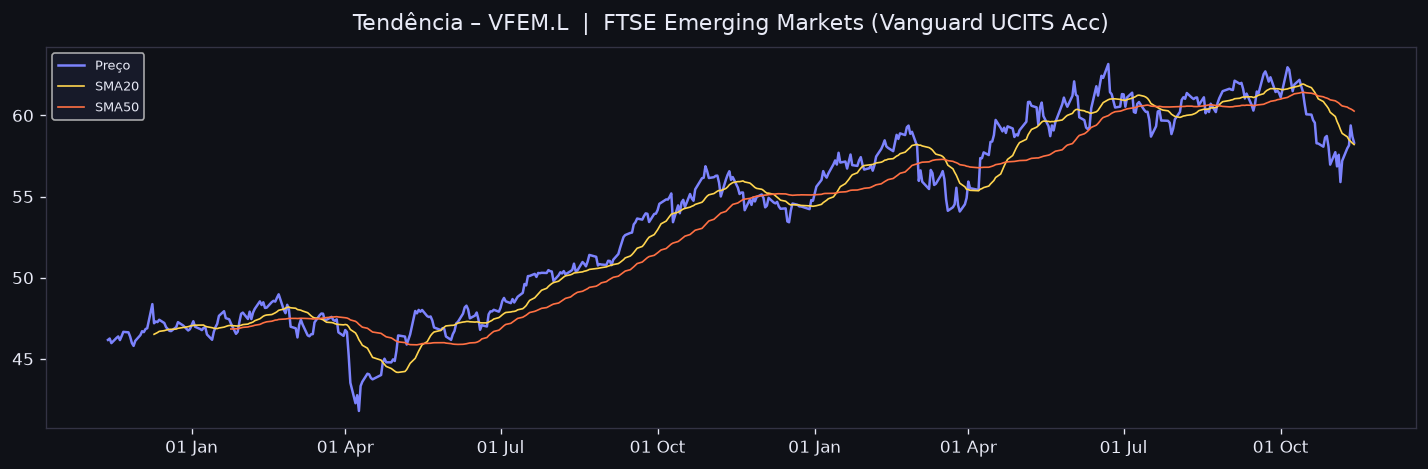 Tendência – VFEM.L | FTSE Emerging Markets (Vanguard UCITS Acc)
Preço
SMA20
SMA50
60
55
50
45
01 Jan
01 Apr
01 Jul
01 Oct
01 Jan
01 Apr
01 Jul
01 Oct